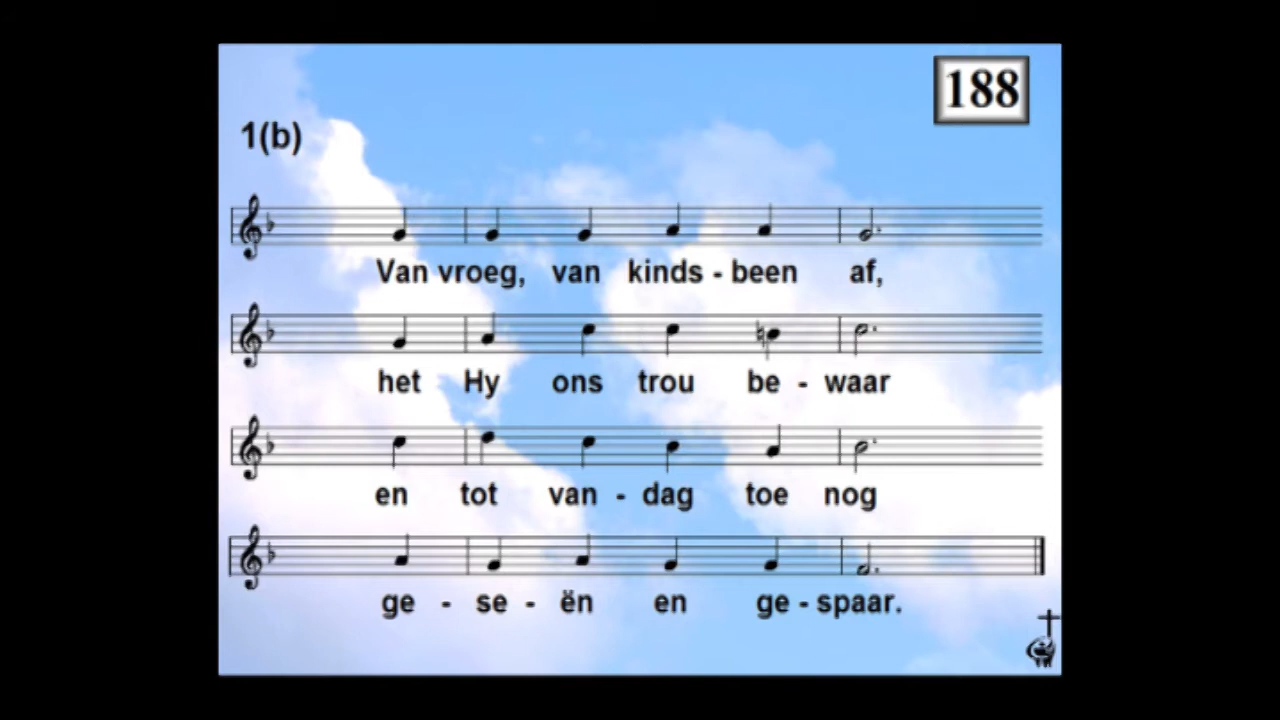 188
1(b)
Van vroeg, van kinds - been af,
het Hy ons trou be - waar
en tot van - dag toe nog
ge - se - ën en ge - spaar.